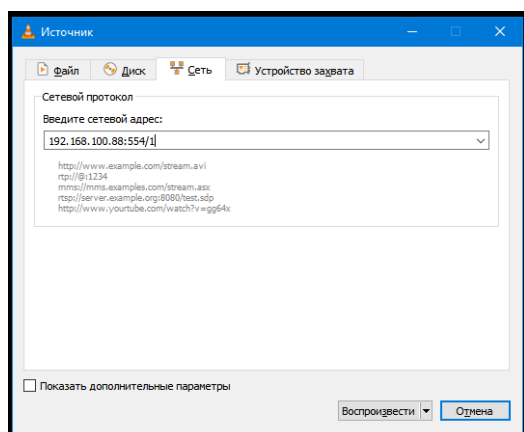 Источник
Файл Диск Сеть Устройство захвата
Сетевой протокол
Введите сетевой адрес:
192.168.100.88:554/1
http://www.example.com/stream.avi
rtp://@:1234
mms://mms.examples.com/stream.asx
rtsp://server.example.org:8080/test.sdp
http://www.yourtube.com/watch?v=gg64x
Показать дополнительные параметры
Воспроизвести Отмена